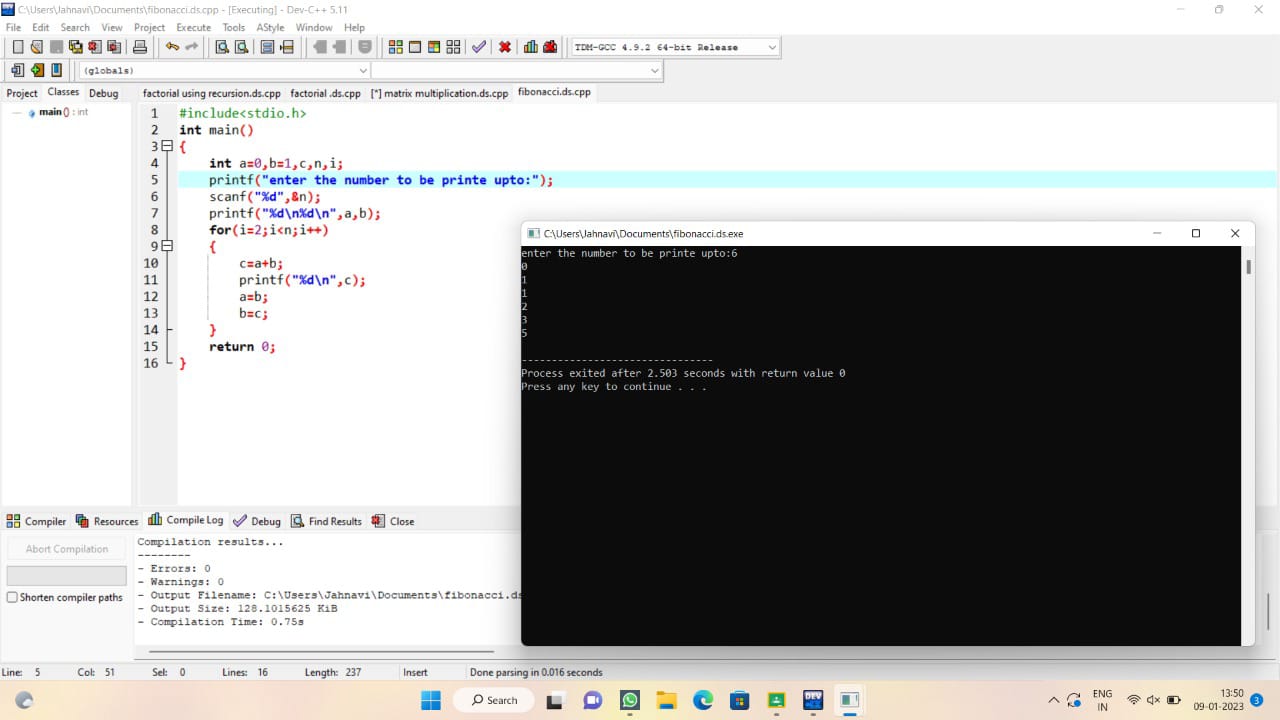 C:\Users\Jahnavi\Documents\fibonacci.ds.cpp - [Executing] - Dev-C++ 5.11
File Edit Search View Project Execute Tools AStyle Window Help
TDM-GCC 4.9.2 64-bit Release
(globals)
Project Classes Debug
factorial using recursion.ds.cpp factorial .ds.cpp [*] matrix multiplication.ds.cpp fibonacci.ds.cpp
main () : int
1 #include<stdio.h>
2 int main()
3 {
4 int a=0,b=1,c,n,i;
5 printf("enter the number to be printe upto:");
6 scanf("%d",&n);
7 printf("%d\n%d\n",a,b);
8 for(i=2;i<n;i++)
9 {
10 c=a+b;
11 printf("%d\n",c);
12 a=b;
13 b=c;
14 }
15 return 0;
16 }
C:\Users\Jahnavi\Documents\fibonacci.ds.exe
enter the number to be printe upto:6
0
1
1
2
3
5
--------------------------------
Process exited after 2.503 seconds with return value 0
Press any key to continue . . .
Compiler Resources Compile Log Debug Find Results Close
Abort Compilation
Shorten compiler paths
Compilation results...
--------
- Errors: 0
- Warnings: 0
- Output Filename: C:\Users\Jahnavi\Documents\fibonacci.ds
- Output Size: 128.1015625 KiB
- Compilation Time: 0.75s
Line: 5 Col: 51 Sel: 0 Lines: 16 Length: 237 Insert Done parsing in 0.016 seconds
Search
DEV
ENG
IN
13:50
09-01-2023
3